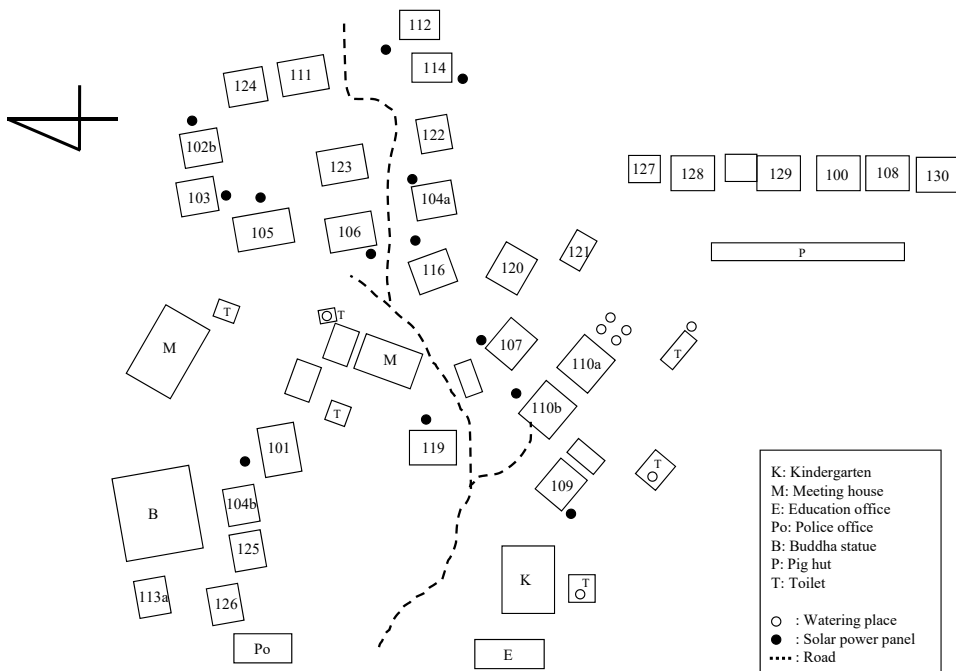 112
114
111
124
122
102b
123
127
128
129
100
108
130
103
104a
105
106
121
P
116
120
T
T
M
107
M
110a
T
T
110b
101
119
T
109
104b
B
125
K
T
113a
126
Po
E
K: Kindergarten
M: Meeting house
E: Education office
Po: Police office
B: Buddha statue
P: Pig hut
T: Toilet
: Watering place
: Solar power panel
: Road